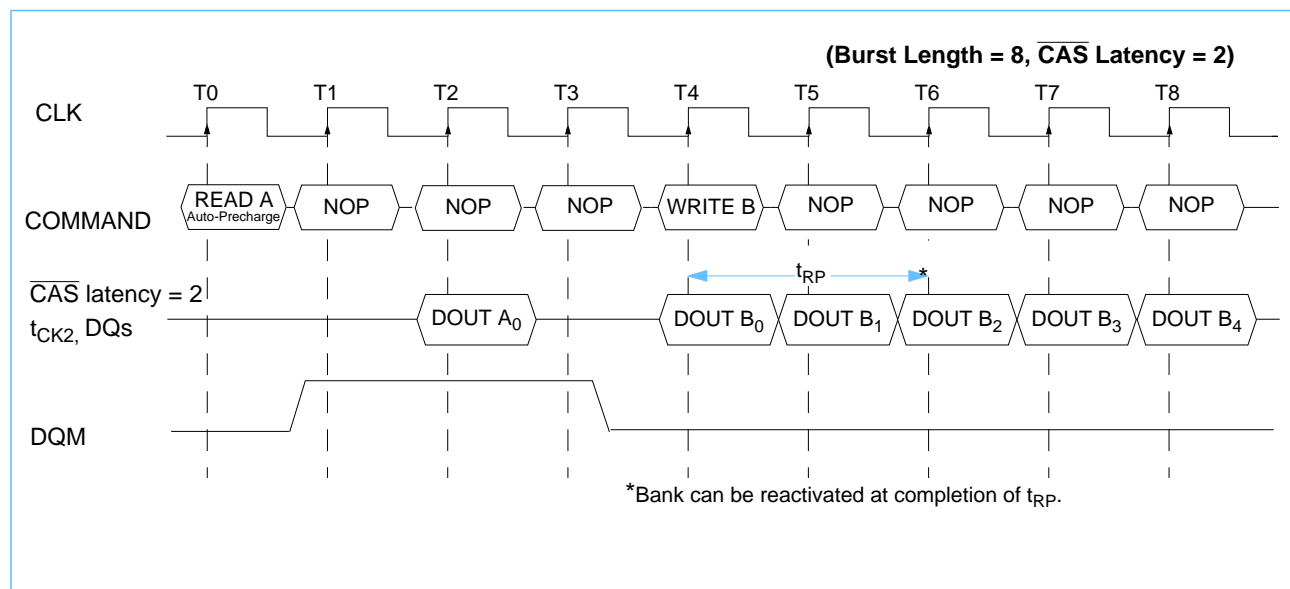 (Burst Length = 8, CAS Latency = 2)
T0 T1 T2 T3 T4 T5 T6 T7 T8
CLK
COMMAND
READ A
Auto-Precharge
NOP NOP NOP WRITE B NOP NOP NOP NOP
tRP
*
CAS latency = 2
tCK2, DQs
DOUT A0 DOUT B0 DOUT B1 DOUT B2 DOUT B3 DOUT B4
DQM
*Bank can be reactivated at completion of tRP.